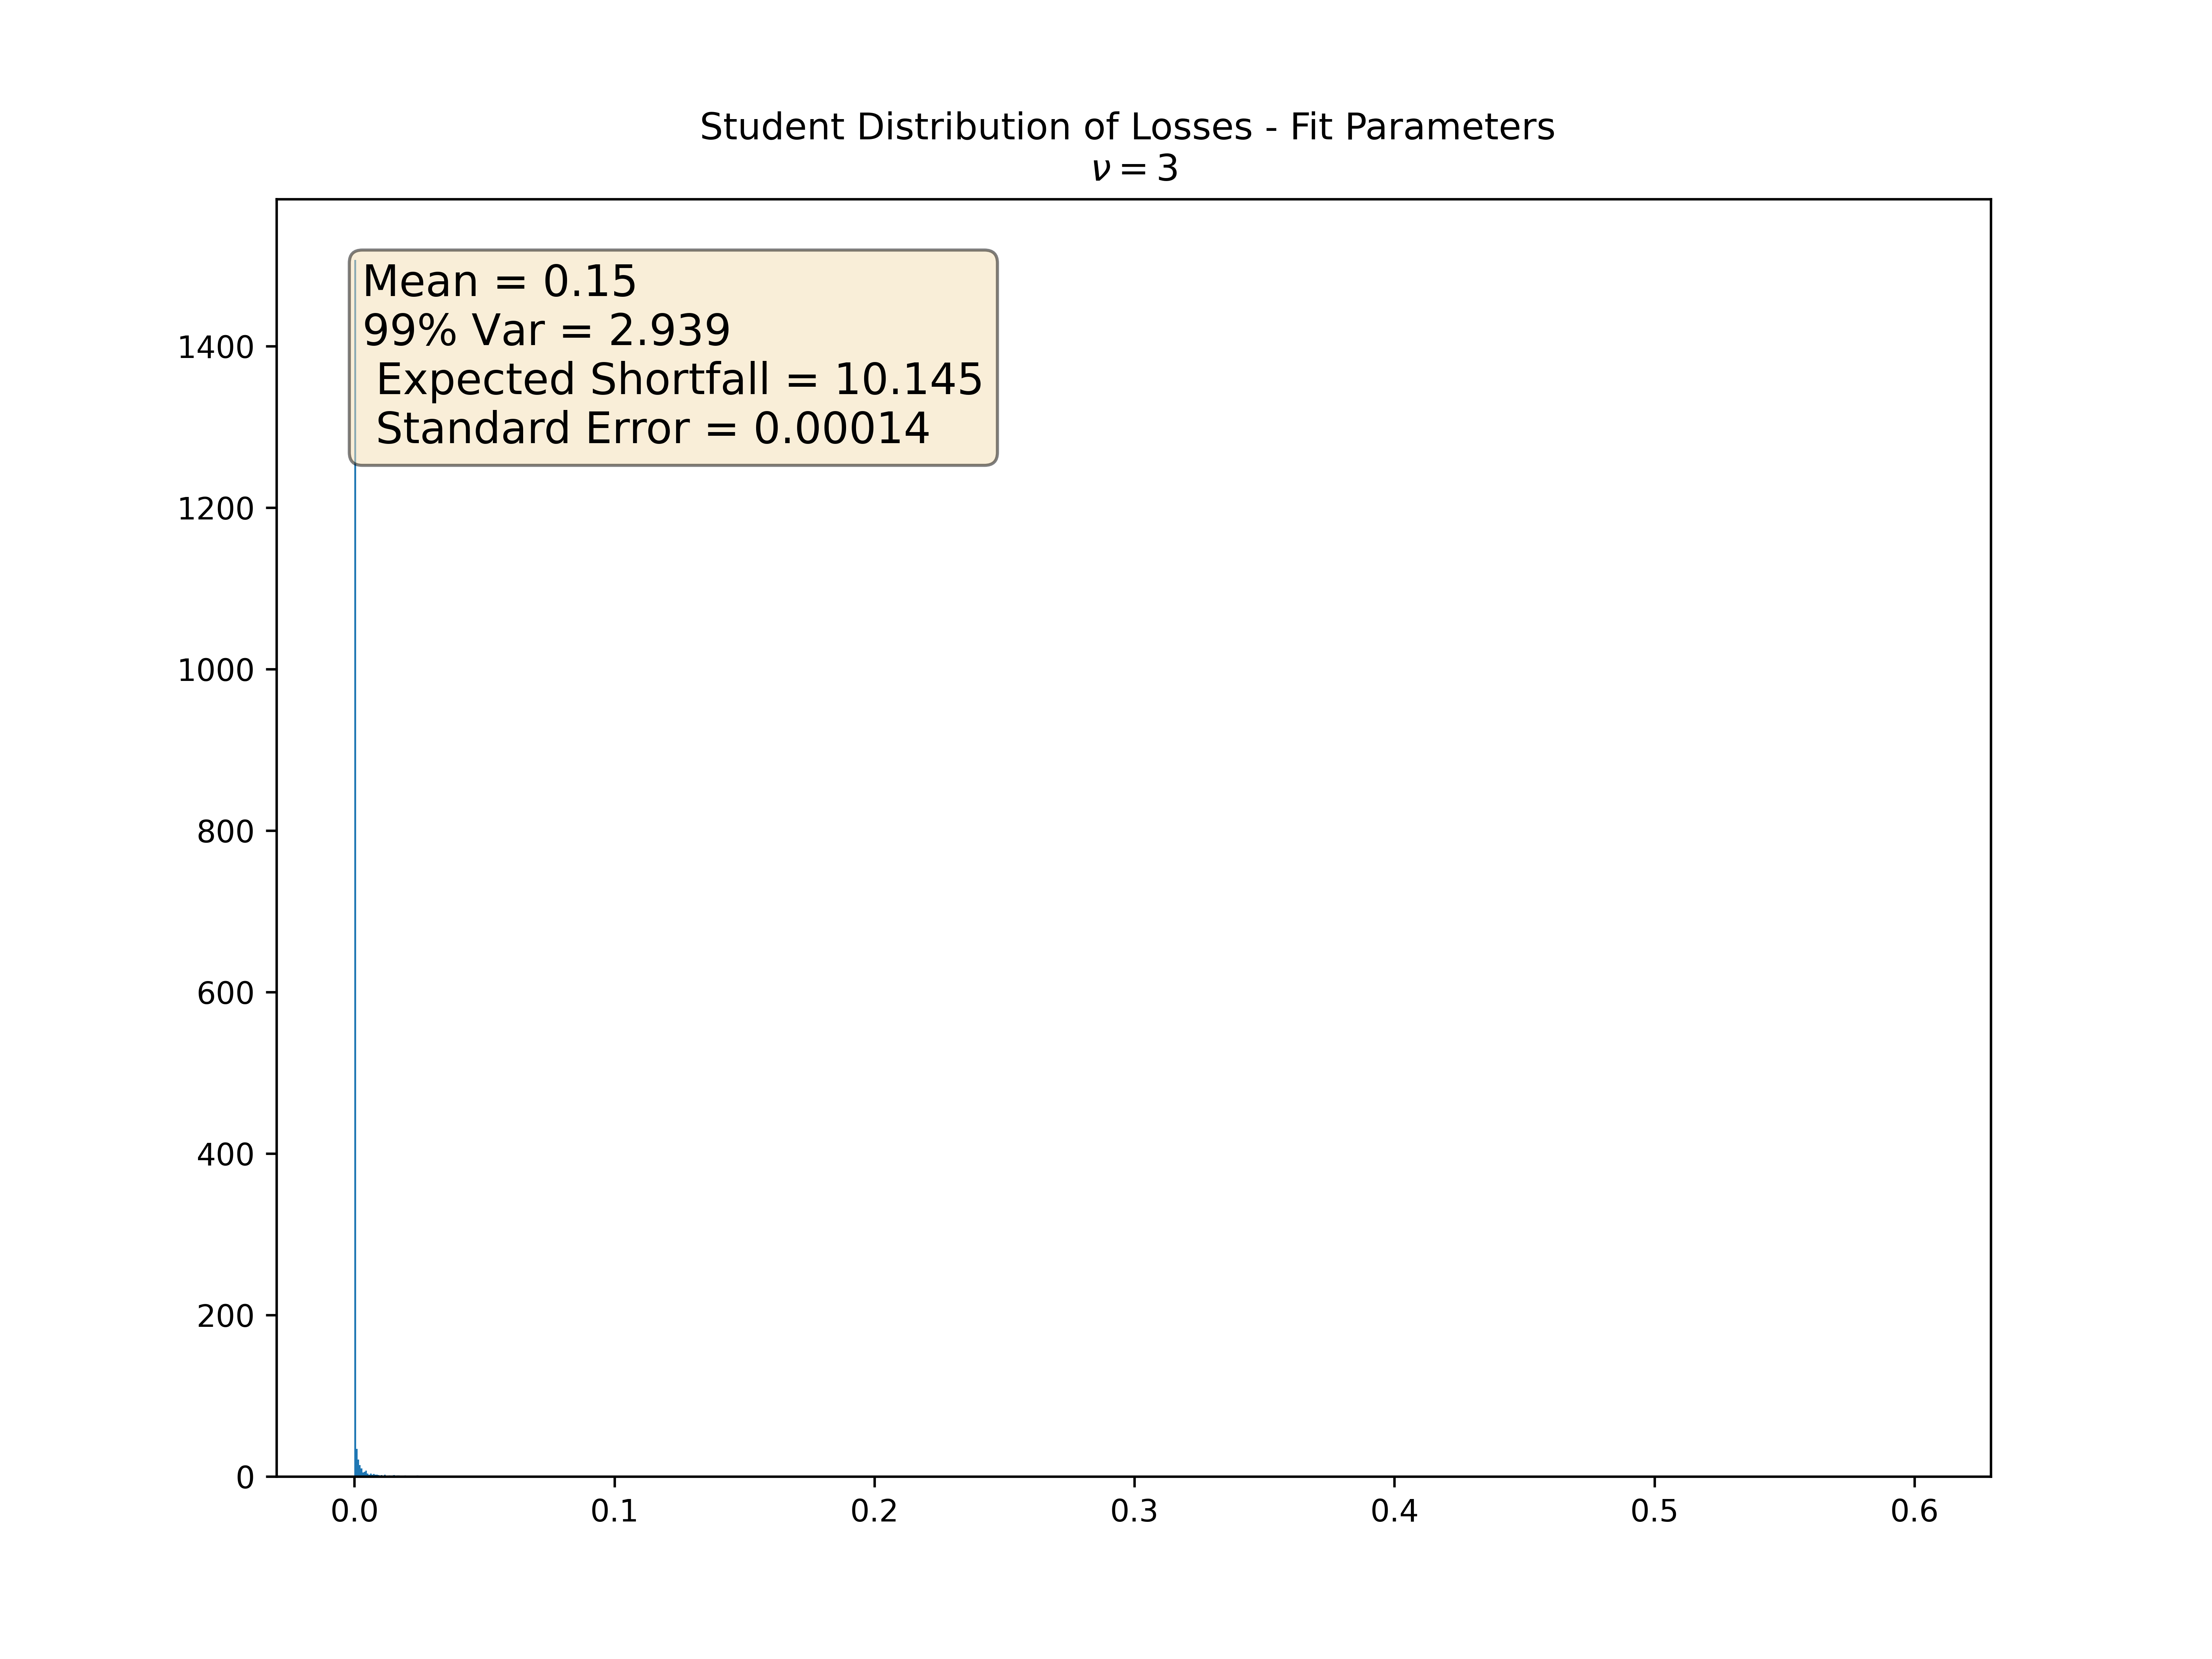 Student Distribution of Losses - Fit Parameters
ν = 3
Mean = 0.15
99% Var = 2.939
Expected Shortfall = 10.145
Standard Error = 0.00014
1400
1200
1000
800
600
400
200
0
0.0 0.1 0.2 0.3 0.4 0.5 0.6